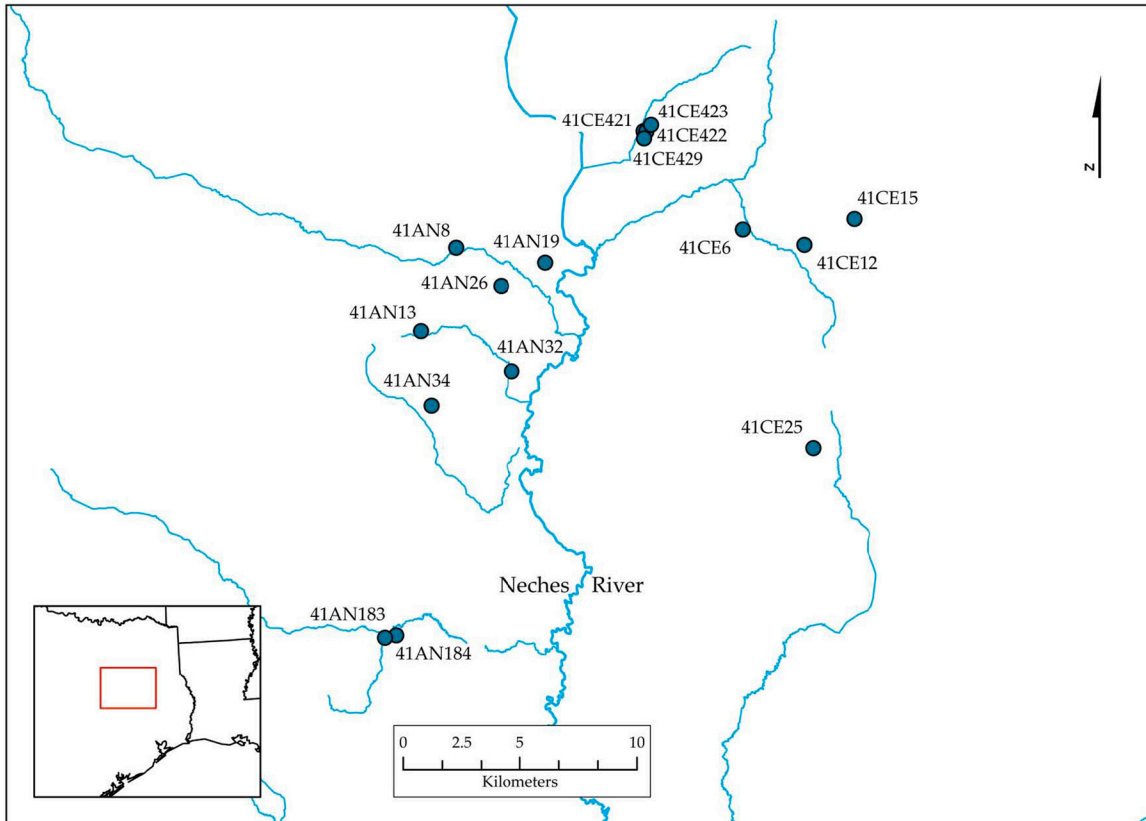 41CE423
41CE421
41CE422
41CE429
41CE15
41AN8
41AN19
41CE6
41CE12
41AN26
41AN13
41AN32
41AN34
41CE25
Neches River
41AN183
41AN184
0 2.5 5 10
Kilometers
N